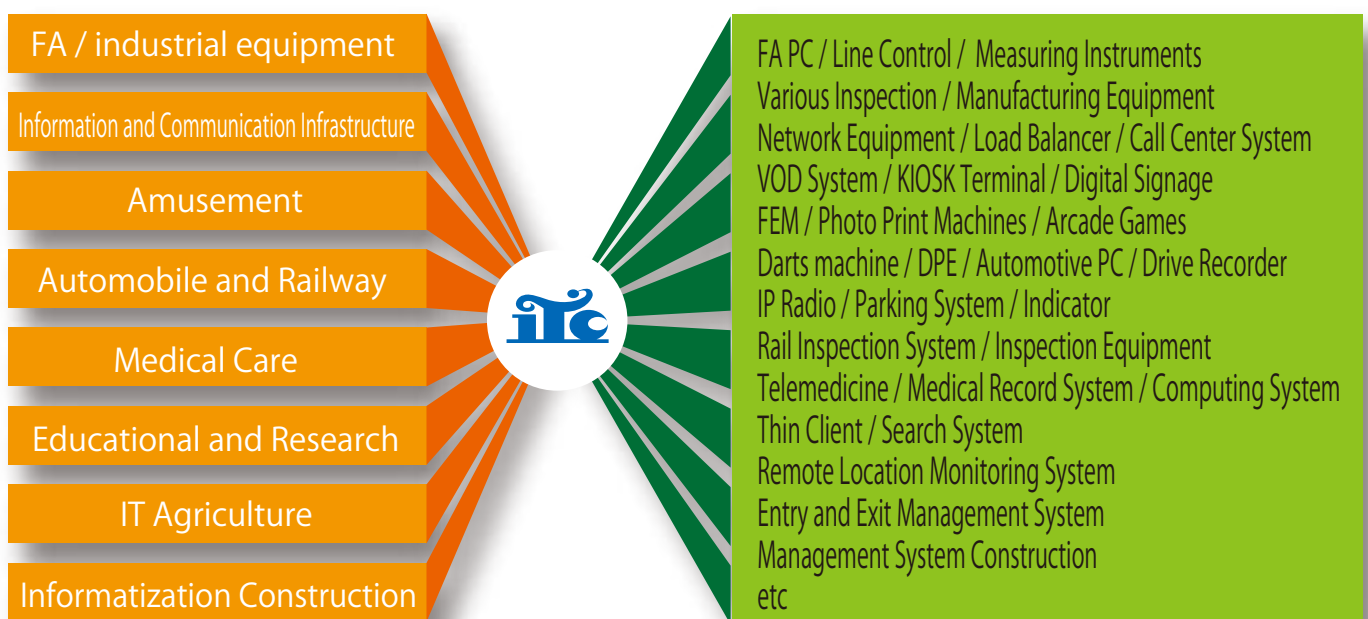 FA / industrial equipment
Information and Communication Infrastructure
Amusement
Automobile and Railway
Medical Care
Educational and Research
IT Agriculture
Informatization Construction
iTc
FA PC / Line Control / Measuring Instruments
Various Inspection / Manufacturing Equipment
Network Equipment / Load Balancer / Call Center System
VOD System / KIOSK Terminal / Digital Signage
FEM / Photo Print Machines / Arcade Games
Darts machine / DPE / Automotive PC / Drive Recorder
IP Radio / Parking System / Indicator
Rail Inspection System / Inspection Equipment
Telemedicine / Medical Record System / Computing System
Thin Client / Search System
Remote Location Monitoring System
Entry and Exit Management System
Management System Construction
etc